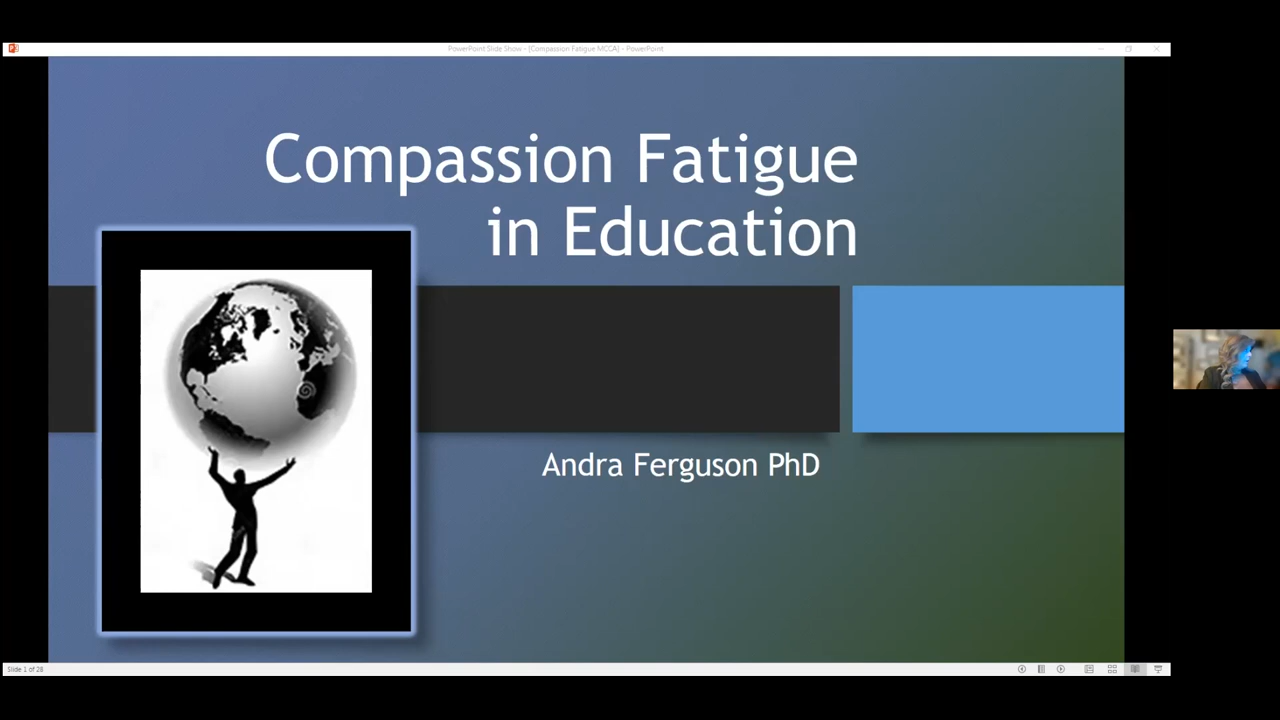 PowerPoint Slide Show - [Compassion Fatigue MCCA] - PowerPoint
Compassion Fatigue
in Education
Andra Ferguson PhD
Slide 1 of 28